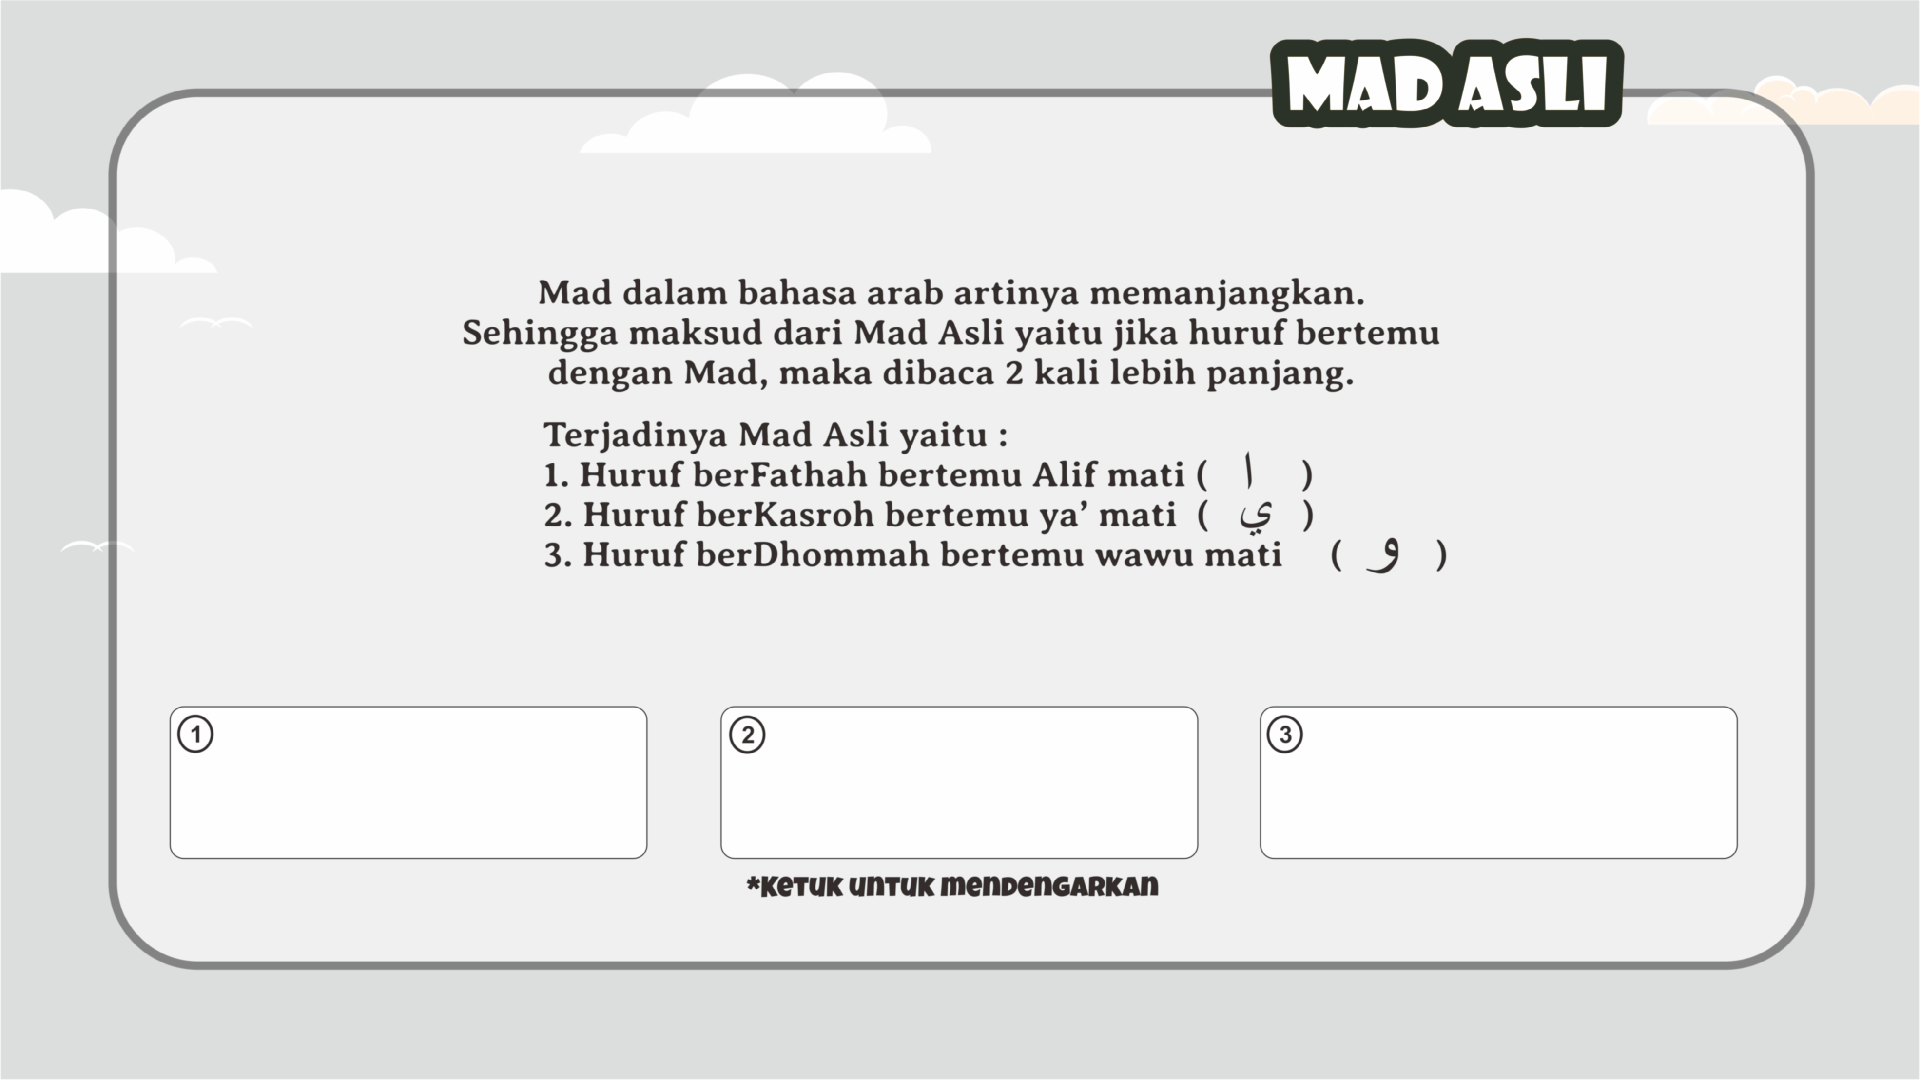 MAD ASLI
Mad dalam bahasa arab artinya memanjangkan.
Sehingga maksud dari Mad Asli yaitu jika huruf bertemu
dengan Mad, maka dibaca 2 kali lebih panjang.
Terjadinya Mad Asli yaitu :
1. Huruf berFathah bertemu Alif mati ( ا )
2. Huruf berKasroh bertemu ya’ mati ( ي )
3. Huruf berDhommah bertemu wawu mati ( و )
1
2
3
*Ketuk untuk mendengarkan